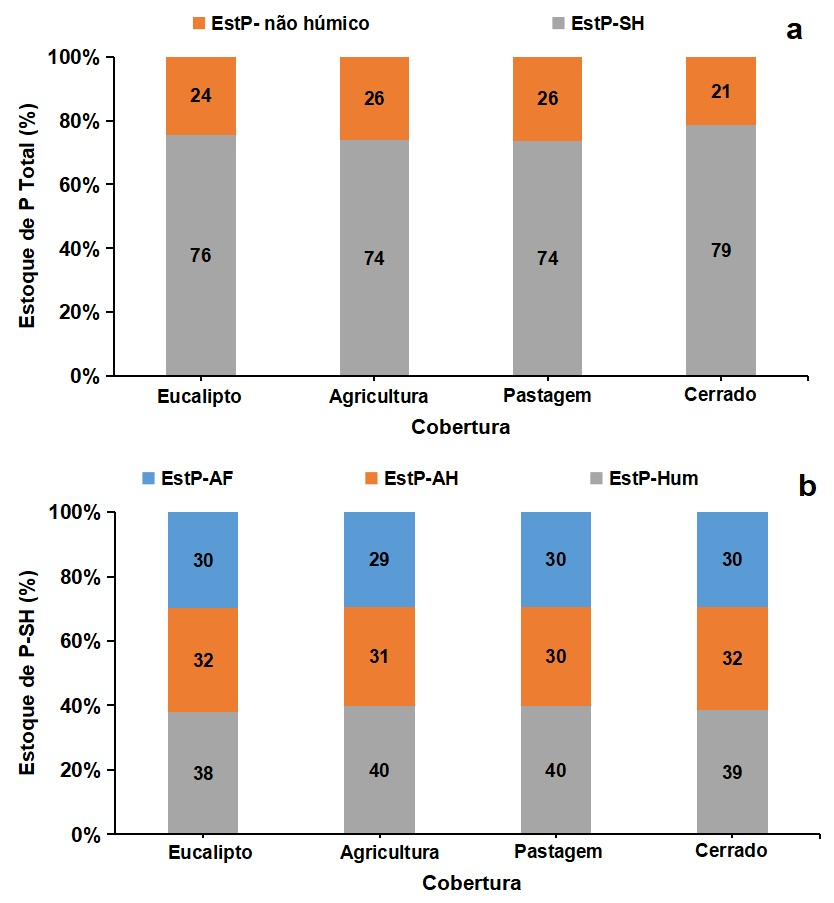 EstP- não húmico EstP-SH
a
100%
80%
60%
40%
20%
0%
Estoque de P Total (%)
24 26 26 21
76 74 74 79
Eucalipto Agricultura Pastagem Cerrado
Cobertura
EstP-AF EstP-AH EstP-Hum
b
100%
80%
60%
40%
20%
0%
Estoque de P-SH (%)
30 29 30 30
32 31 30 32
38 40 40 39
Eucalipto Agricultura Pastagem Cerrado
Cobertura